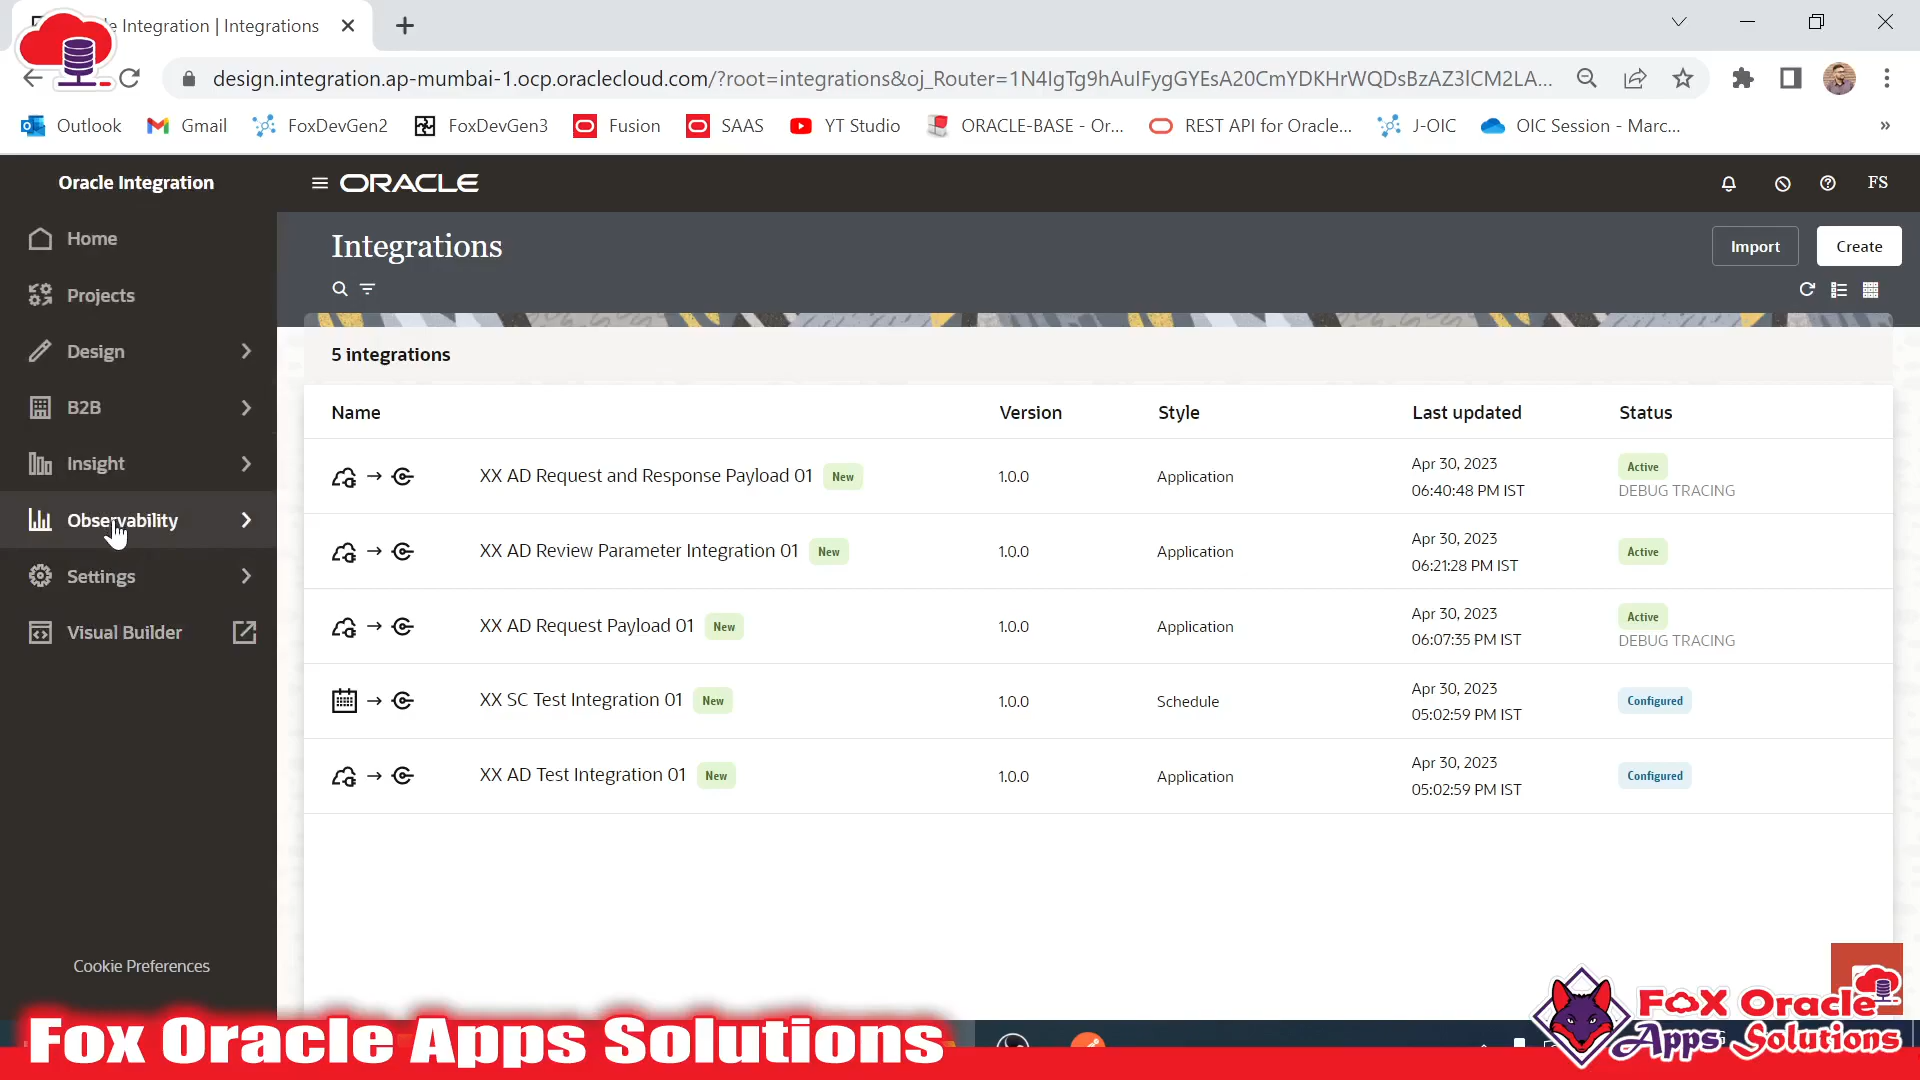 Integration | Integrations
design.integration.ap-mumbai-1.ocp.oraclecloud.com/?root=integrations&oj_Router=1N4IgTg9hAuIFygGYEsA20CmYDKHrWQDsBzAZ3lCM2LA...
Outlook Gmail FoxDevGen2 FoxDevGen3 Fusion SAAS YT Studio ORACLE-BASE - Or... REST API for Oracle... J-OIC OIC Session - Marc... »
Oracle Integration
ORACLE
FS
Home
Projects
Design
B2B
Insight
Observability
Settings
Visual Builder
Cookie Preferences
Integrations
Import
Create
5 integrations
Name Version Style Last updated Status
XX AD Request and Response Payload 01 New 1.0.0 Application Apr 30, 2023 06:40:48 PM IST Active DEBUG TRACING
XX AD Review Parameter Integration 01 New 1.0.0 Application Apr 30, 2023 06:21:28 PM IST Active
XX AD Request Payload 01 New 1.0.0 Application Apr 30, 2023 06:07:35 PM IST Active DEBUG TRACING
XX SC Test Integration 01 New 1.0.0 Schedule Apr 30, 2023 05:02:59 PM IST Configured
XX AD Test Integration 01 New 1.0.0 Application Apr 30, 2023 05:02:59 PM IST Configured
Fox Oracle Apps Solutions
FOX Oracle
Apps Solutions